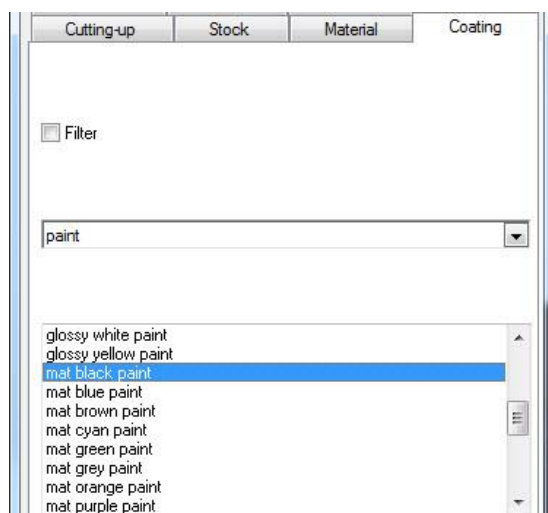 Cutting-up Stock Material Coating
Filter
paint
glossy white paint
glossy yellow paint
mat black paint
mat blue paint
mat brown paint
mat cyan paint
mat green paint
mat grey paint
mat orange paint
mat purple paint